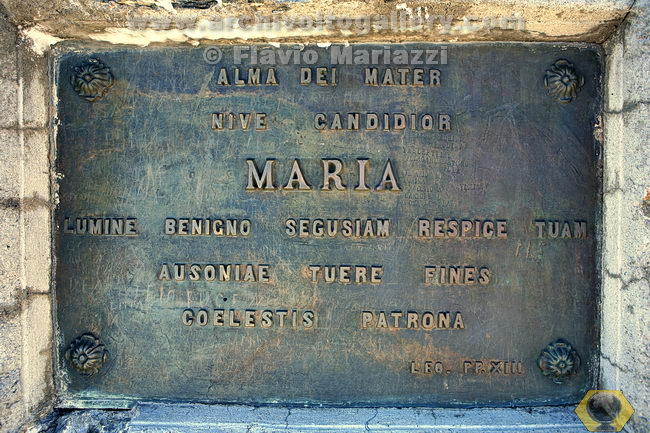 www.archivofotogallery.com
© Flavio Mariazzi
ALMA DEI MATER
NIVE CANDIDIOR
MARIA
LUMINE BENIGNO SEGUSIAM RESPICE TUAM
AUSONIAE TUERE FINES
COELESTIS PATRONA
LEO. PP. XIII